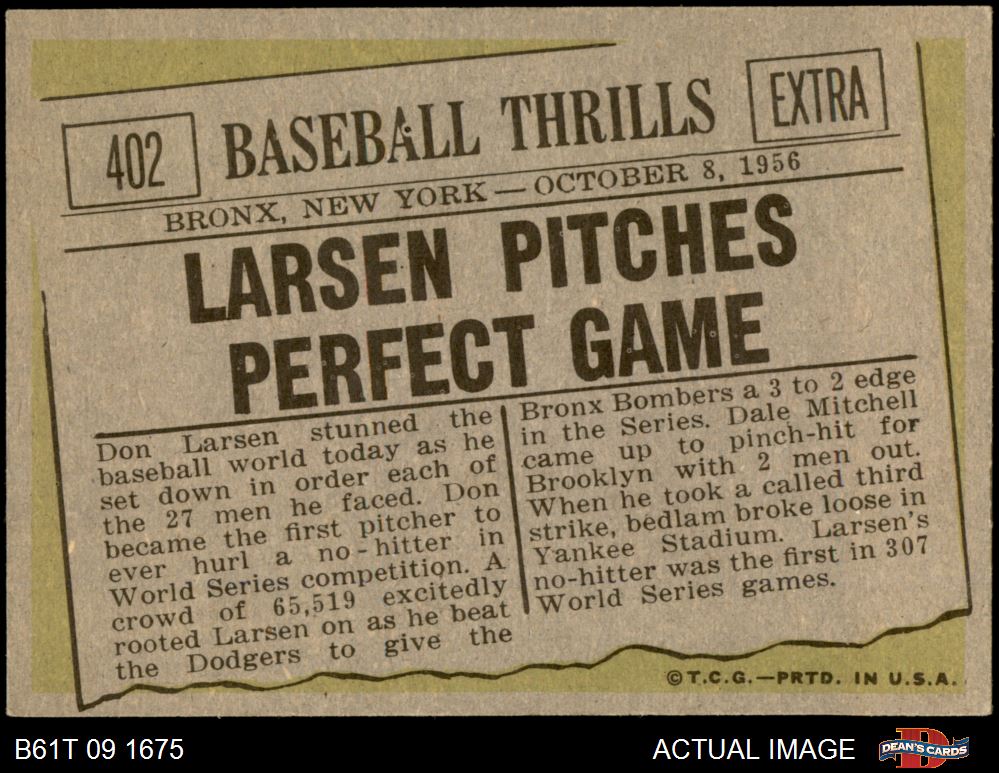 402
BASEBALL THRILLS
EXTRA
BRONX, NEW YORK — OCTOBER 8, 1956
LARSEN PITCHES
PERFECT GAME
Don Larsen stunned the
baseball world today as he
set down in order each of
the 27 men he faced. Don
became the first pitcher to
ever hurl a no-hitter in
World Series competition. A
crowd of 65,519 excitedly
rooted Larsen on as he beat
the Dodgers to give the
Bronx Bombers a 3 to 2 edge
in the Series. Dale Mitchell
came up to pinch-hit for
Brooklyn with 2 men out.
When he took a called third
strike, bedlam broke loose in
Yankee Stadium. Larsen's
no-hitter was the first in 307
World Series games.
©T.C.G.—PRTD. IN U.S.A.
B61T 09 1675
ACTUAL IMAGE
DEAN'S CARDS